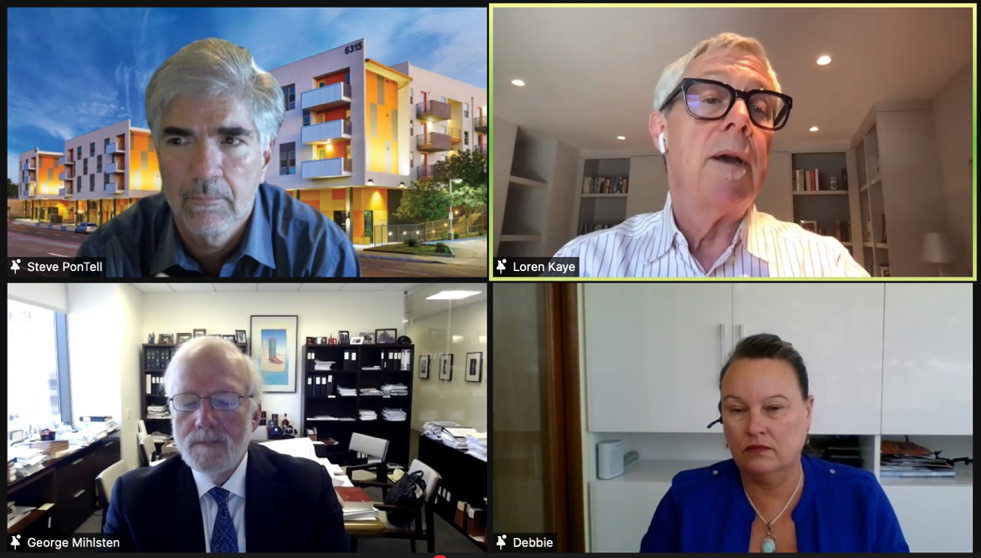 6315
Steve PonTell
Loren Kaye
George Mihlsten
Debbie